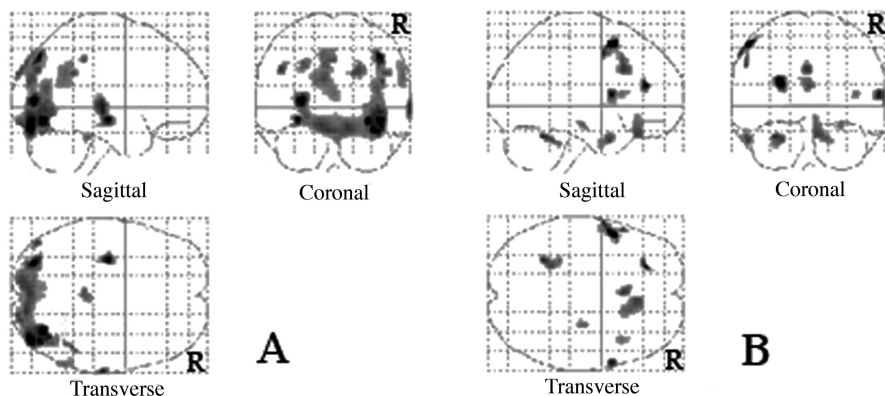 R
R
Sagittal
Coronal
Sagittal
Coronal
R
A
R
B
Transverse
Transverse